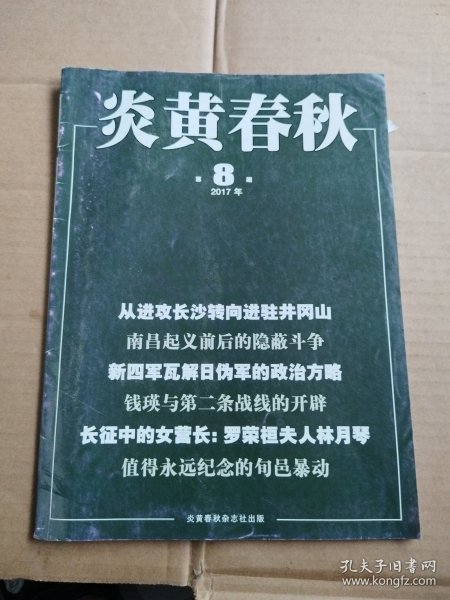 炎黄春秋
第 8 期
2017 年
从进攻长沙转向进驻井冈山
南昌起义前后的隐蔽斗争
新四军瓦解日伪军的政治方略
钱瑛与第二条战线的开辟
长征中的女营长：罗荣桓夫人林月琴
值得永远纪念的旬邑暴动
炎黄春秋杂志社出版
孔夫子旧书网
www.kongfz.com